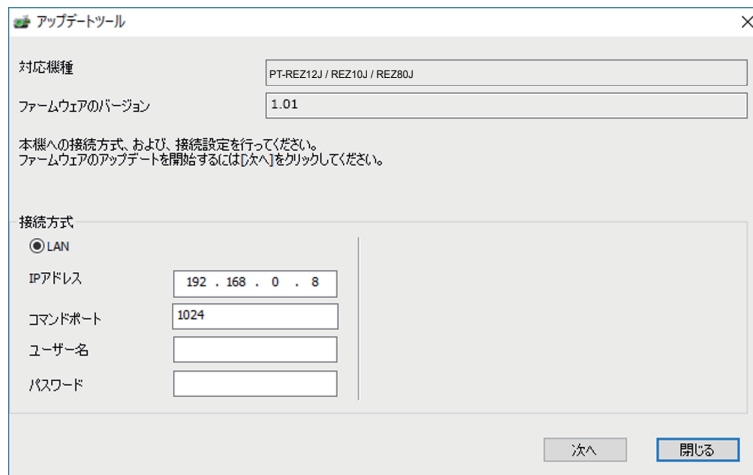 アップデートツール
対応機種
PT-REZ12J / REZ10J / REZ80J
ファームウェアのバージョン
1.01
本機への接続方式、および、接続設定を行ってください。
ファームウェアのアップデートを開始するには[次へ]をクリックしてください。
接続方式
LAN
IPアドレス
192 . 168 . 0 . 8
コマンドポート
1024
ユーザー名
パスワード
次へ
閉じる